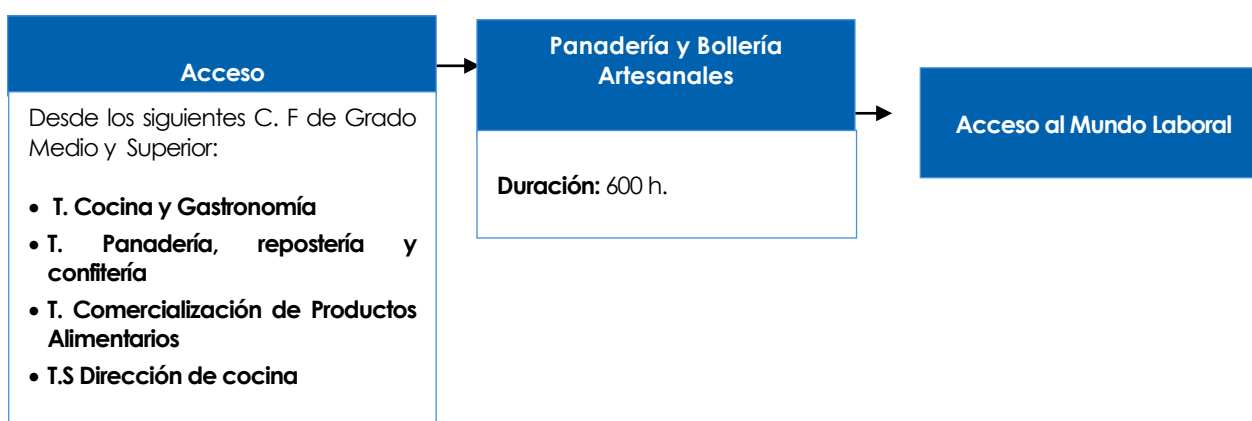 Acceso
Desde los siguientes C. F de Grado
Medio y Superior:
• T. Cocina y Gastronomía
• T. Panadería, repostería y
confitería
• T. Comercialización de Productos
Alimentarios
• T.S Dirección de cocina
Panadería y Bollería
Artesanales
Duración: 600 h.
Acceso al Mundo Laboral